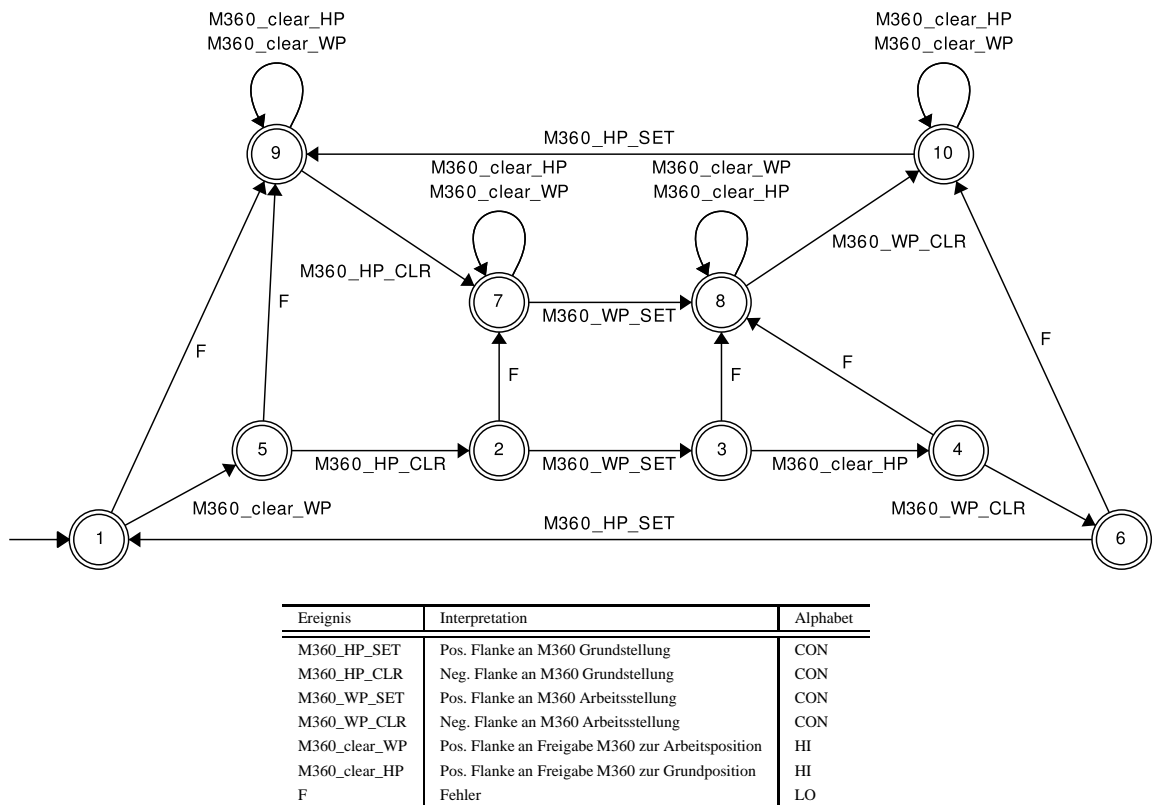 M360_clear_HP
M360_clear_WP
M360_clear_HP
M360_clear_WP
M360_HP_SET
9
10
M360_clear_HP
M360_clear_WP
M360_clear_WP
M360_clear_HP
M360_WP_CLR
M360_HP_CLR
7
8
F
M360_WP_SET
F
F
F
F
F
5
2
3
4
M360_HP_CLR
M360_WP_SET
M360_clear_HP
M360_clear_WP
M360_WP_CLR
M360_HP_SET
1
6
Ereignis Interpretation Alphabet
M360_HP_SET Pos. Flanke an M360 Grundstellung CON
M360_HP_CLR Neg. Flanke an M360 Grundstellung CON
M360_WP_SET Pos. Flanke an M360 Arbeitsstellung CON
M360_WP_CLR Neg. Flanke an M360 Arbeitsstellung CON
M360_clear_WP Pos. Flanke an Freigabe M360 zur Arbeitsposition HI
M360_clear_HP Pos. Flanke an Freigabe M360 zur Grundposition HI
F Fehler LO